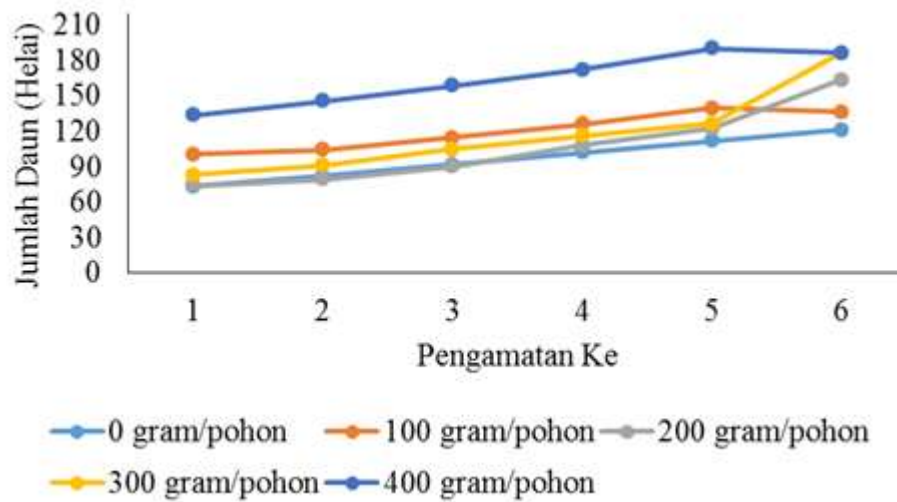 Jumlah Daun (Helai)
210
180
150
120
90
60
30
0
1 2 3 4 5 6
Pengamatan Ke
0 gram/pohon 100 gram/pohon 200 gram/pohon
300 gram/pohon 400 gram/pohon